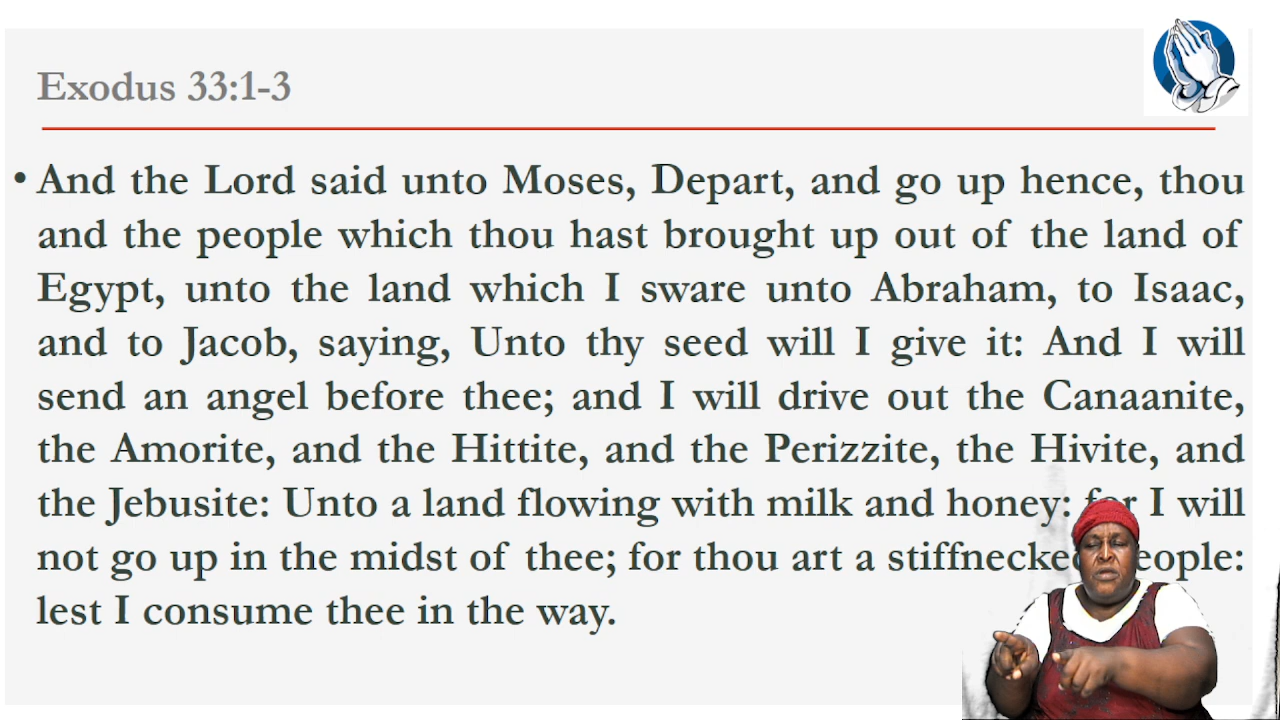 Exodus 33:1-3
• And the Lord said unto Moses, Depart, and go up hence, thou
and the people which thou hast brought up out of the land of
Egypt, unto the land which I sware unto Abraham, to Isaac,
and to Jacob, saying, Unto thy seed will I give it: And I will
send an angel before thee; and I will drive out the Canaanite,
the Amorite, and the Hittite, and the Perizzite, the Hivite, and
the Jebusite: Unto a land flowing with milk and honey: for I will
not go up in the midst of thee; for thou art a stiffnecked people:
lest I consume thee in the way.